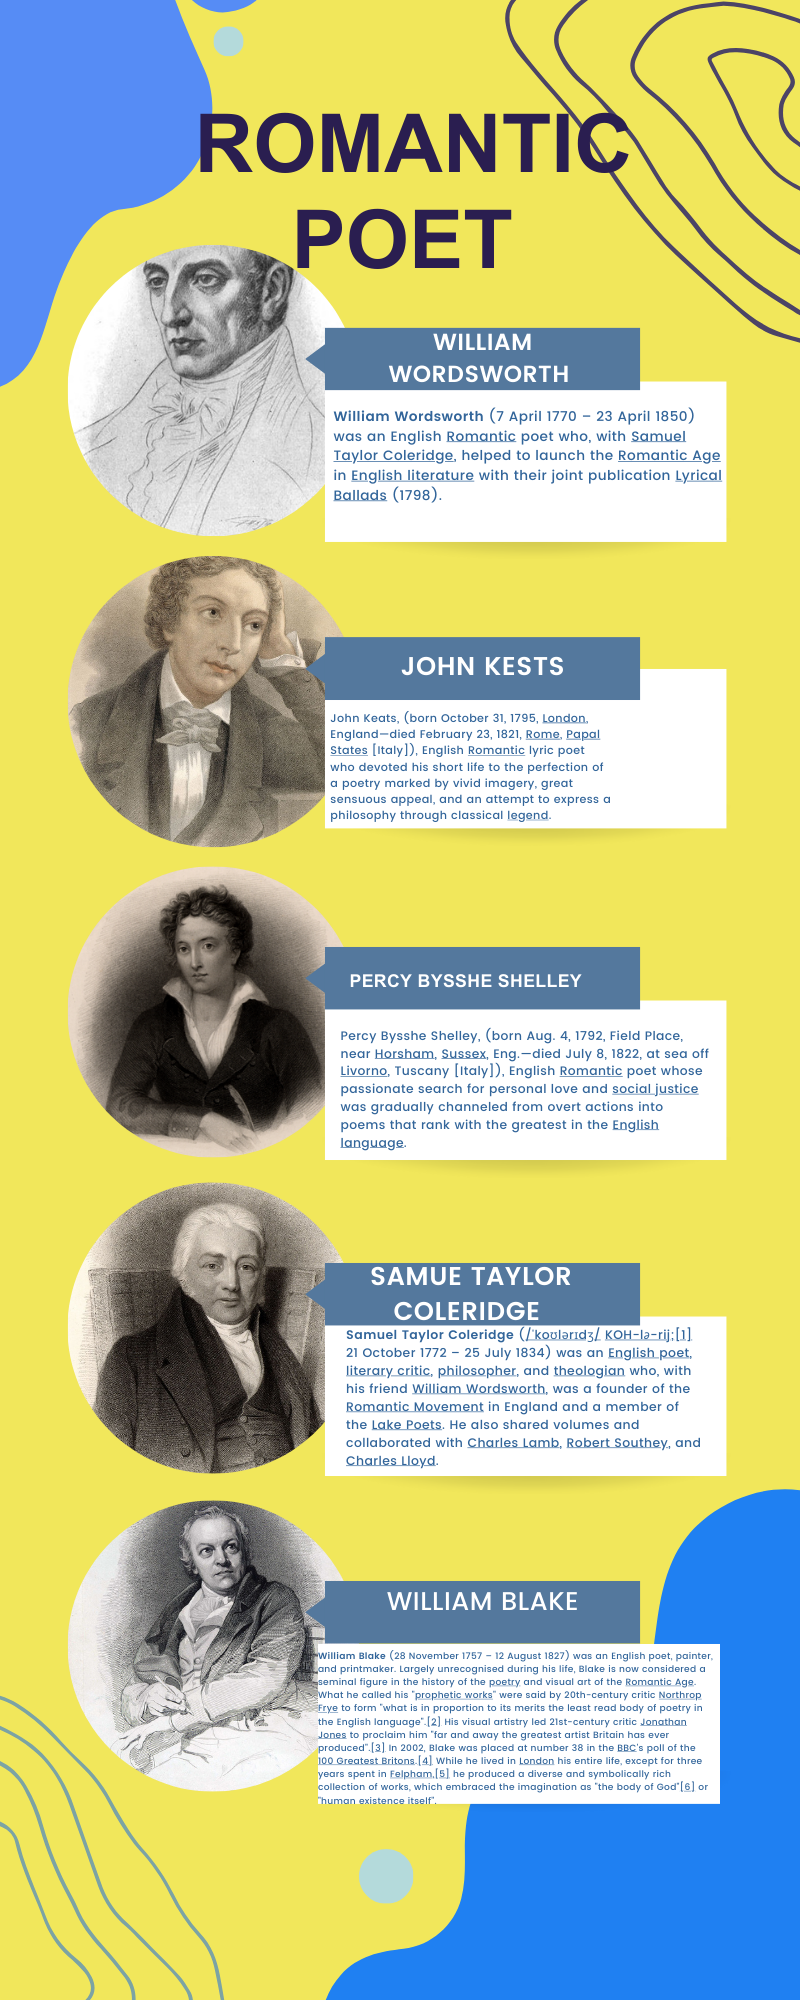 ROMANTIC
POET
WILLIAM
WORDSWORTH
William Wordsworth (7 April 1770 – 23 April 1850)
was an English Romantic poet who, with Samuel
Taylor Coleridge, helped to launch the Romantic Age
in English literature with their joint publication Lyrical
Ballads (1798).
JOHN KESTS
John Keats, (born October 31, 1795, London,
England—died February 23, 1821, Rome, Papal
States [Italy]), English Romantic lyric poet
who devoted his short life to the perfection of
a poetry marked by vivid imagery, great
sensuous appeal, and an attempt to express a
philosophy through classical legend.
PERCY BYSSHE SHELLEY
Percy Bysshe Shelley, (born Aug. 4, 1792, Field Place,
near Horsham, Sussex, Eng.—died July 8, 1822, at sea off
Livorno, Tuscany [Italy]), English Romantic poet whose
passionate search for personal love and social justice
was gradually channeled from overt actions into
poems that rank with the greatest in the English
language.
SAMUE TAYLOR
COLERIDGE
Samuel Taylor Coleridge (/ˈkoʊlərɪdʒ/ KOH-lə-rij;[1]
21 October 1772 – 25 July 1834) was an English poet,
literary critic, philosopher, and theologian who, with
his friend William Wordsworth, was a founder of the
Romantic Movement in England and a member of
the Lake Poets. He also shared volumes and
collaborated with Charles Lamb, Robert Southey, and
Charles Lloyd.
WILLIAM BLAKE
William Blake (28 November 1757 – 12 August 1827) was an English poet, painter,
and printmaker. Largely unrecognised during his life, Blake is now considered a
seminal figure in the history of the poetry and visual art of the Romantic Age.
What he called his "prophetic works" were said by 20th-century critic Northrop
Frye to form "what is in proportion to its merits the least read body of poetry in
the English language".[2] His visual artistry led 21st-century critic Jonathan
Jones to proclaim him "far and away the greatest artist Britain has ever
produced".[3] In 2002, Blake was placed at number 38 in the BBC's poll of the
100 Greatest Britons.[4] While he lived in London his entire life, except for three
years spent in Felpham,[5] he produced a diverse and symbolically rich
collection of works, which embraced the imagination as "the body of God"[6] or
"human existence itself".